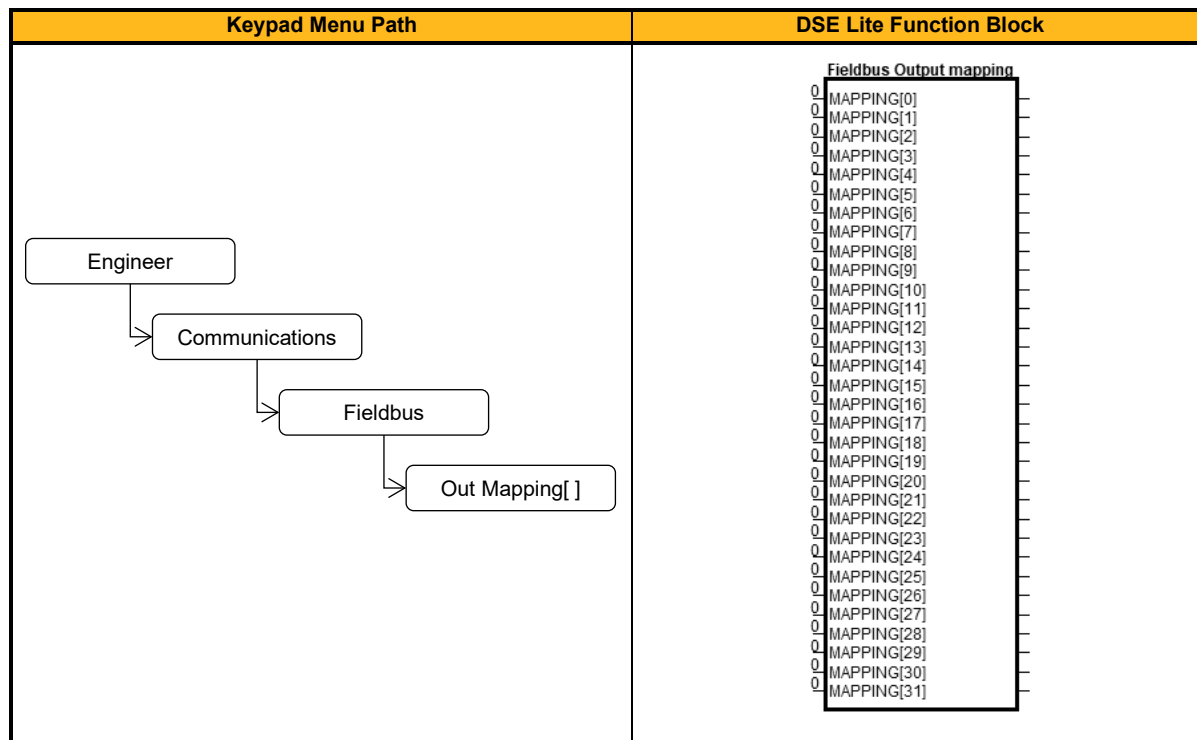 Keypad Menu Path
DSE Lite Function Block
Engineer
Communications
Fieldbus
Out Mapping[ ]
Fieldbus Output mapping
0 MAPPING[0]
0 MAPPING[1]
0 MAPPING[2]
0 MAPPING[3]
0 MAPPING[4]
0 MAPPING[5]
0 MAPPING[6]
0 MAPPING[7]
0 MAPPING[8]
0 MAPPING[9]
0 MAPPING[10]
0 MAPPING[11]
0 MAPPING[12]
0 MAPPING[13]
0 MAPPING[14]
0 MAPPING[15]
0 MAPPING[16]
0 MAPPING[17]
0 MAPPING[18]
0 MAPPING[19]
0 MAPPING[20]
0 MAPPING[21]
0 MAPPING[22]
0 MAPPING[23]
0 MAPPING[24]
0 MAPPING[25]
0 MAPPING[26]
0 MAPPING[27]
0 MAPPING[28]
0 MAPPING[29]
0 MAPPING[30]
0 MAPPING[31]